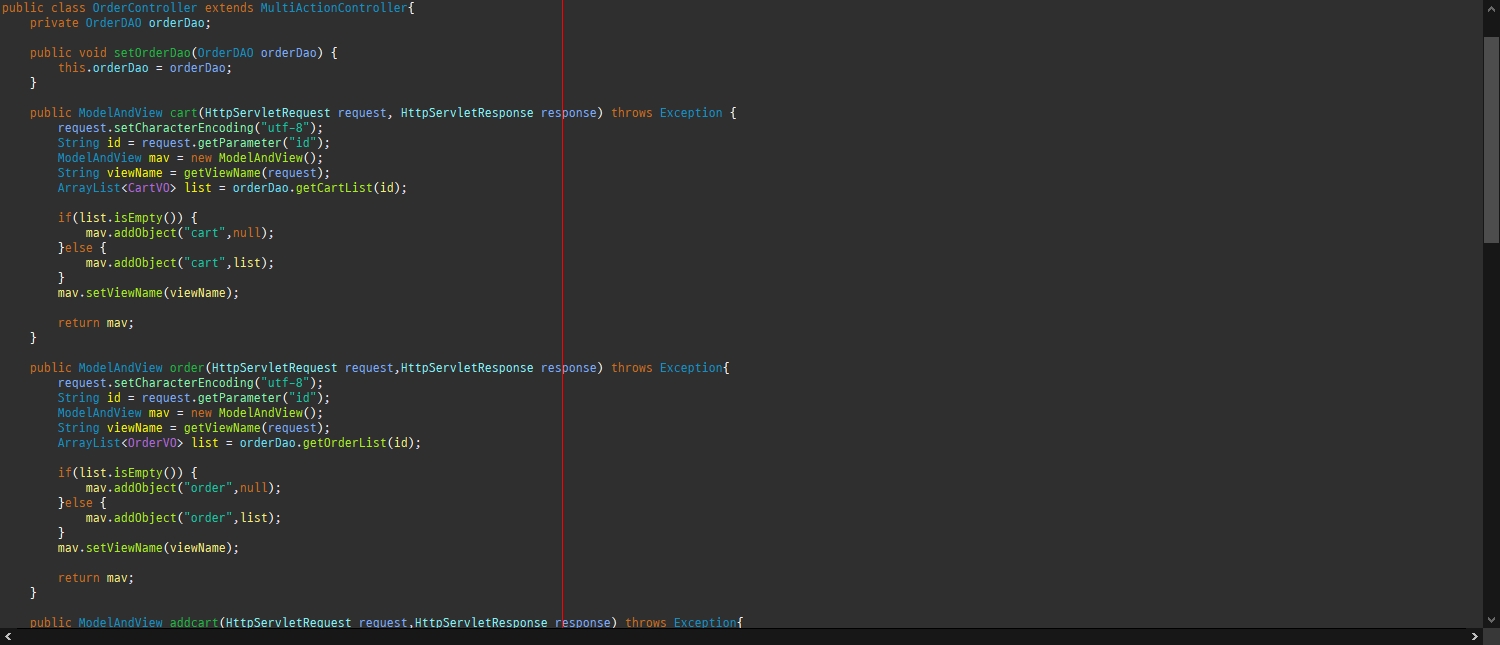 public class OrderController extends MultiActionController{
    private OrderDAO orderDao;

    public void setOrderDao(OrderDAO orderDao) {
        this.orderDao = orderDao;
    }

    public ModelAndView cart(HttpServletRequest request, HttpServletResponse response) throws Exception {
        request.setCharacterEncoding("utf-8");
        String id = request.getParameter("id");
        ModelAndView mav = new ModelAndView();
        String viewName = getViewName(request);
        ArrayList<CartVO> list = orderDao.getCartList(id);

        if(list.isEmpty()) {
            mav.addObject("cart",null);
        }else {
            mav.addObject("cart",list);
        }
        mav.setViewName(viewName);

        return mav;
    }

    public ModelAndView order(HttpServletRequest request,HttpServletResponse response) throws Exception{
        request.setCharacterEncoding("utf-8");
        String id = request.getParameter("id");
        ModelAndView mav = new ModelAndView();
        String viewName = getViewName(request);
        ArrayList<OrderVO> list = orderDao.getOrderList(id);

        if(list.isEmpty()) {
            mav.addObject("order",null);
        }else {
            mav.addObject("order",list);
        }
        mav.setViewName(viewName);

        return mav;
    }

    public ModelAndView addcart(HttpServletRequest request,HttpServletResponse response) throws Exception{